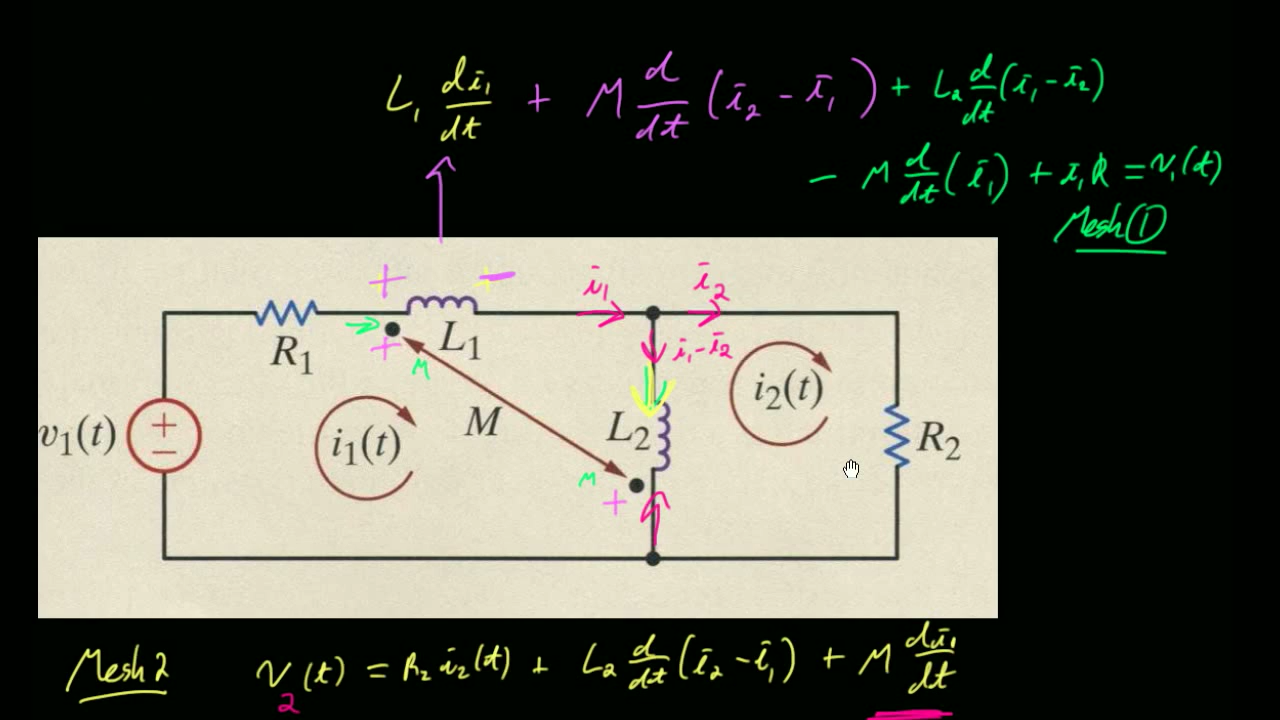 L₁ di₁/dt + M d/dt (i₂ - i₁) + L₂ d/dt (i₁ - i₂)
- M d/dt (i₁) + i₁R = v₁(t)
Mesh ①
+ -
i₁ i₂
+ L₁ i₁ - i₂
R₁
M
v₁(t) + - i₁(t) M L₂ i₂(t) R₂
M
+
Mesh 2 v₂(t) = R₂ i₂(t) + L₂ d/dt (i₂ - i₁) + M di₁/dt